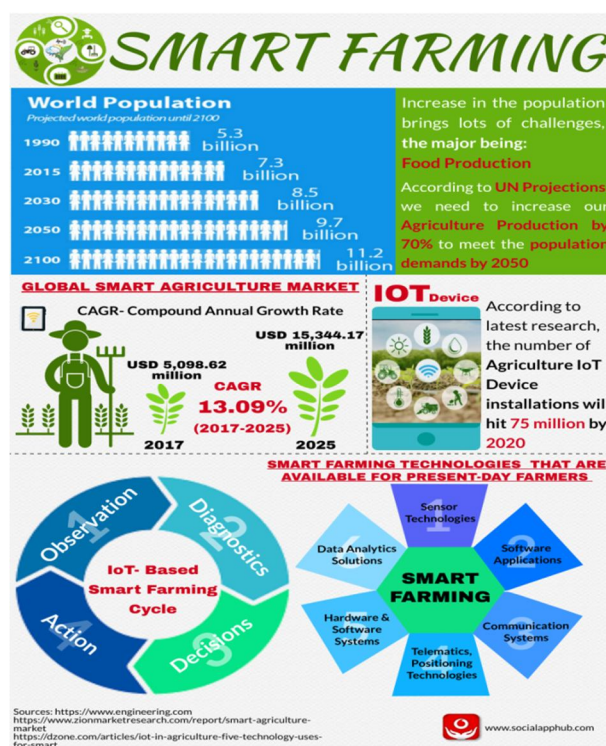 SMART FARMING
World Population
Projected world population until 2100
1990 5.3 billion
2015 7.3 billion
2030 8.5 billion
2050 9.7 billion
2100 11.2 billion
Increase in the population
brings lots of challenges,
the major being:
Food Production
According to UN Projections
we need to increase our
Agriculture Production by
70% to meet the population
demands by 2050
GLOBAL SMART AGRICULTURE MARKET
CAGR- Compound Annual Growth Rate
USD 5,098.62
million
2017
CAGR
13.09%
(2017-2025)
USD 15,344.17
million
2025
IOT Device
According to
latest research,
the number of
Agriculture IoT
Device
installations wil
hit 75 million by
2020
IoT- Based
Smart Farming
Cycle
1
Observation
2
Diagnostics
3
Decisions
4
Action
SMART FARMING TECHNOLOGIES THAT ARE
AVAILABLE FOR PRESENT-DAY FARMERS
SMART
FARMING
1
Sensor
Technologies
2
Software
Applications
3
Communication
Systems
4
Telematics,
Positioning
Technologies
5
Hardware &
Software
Systems
6
Data Analytics
Solutions
Sources: https://www.engineering.com
https://www.zionmarketresearch.com/report/smart-agriculture-
market
https://dzone.com/articles/iot-in-agriculture-five-technology-uses-
for-smart
www.socialapphub.com